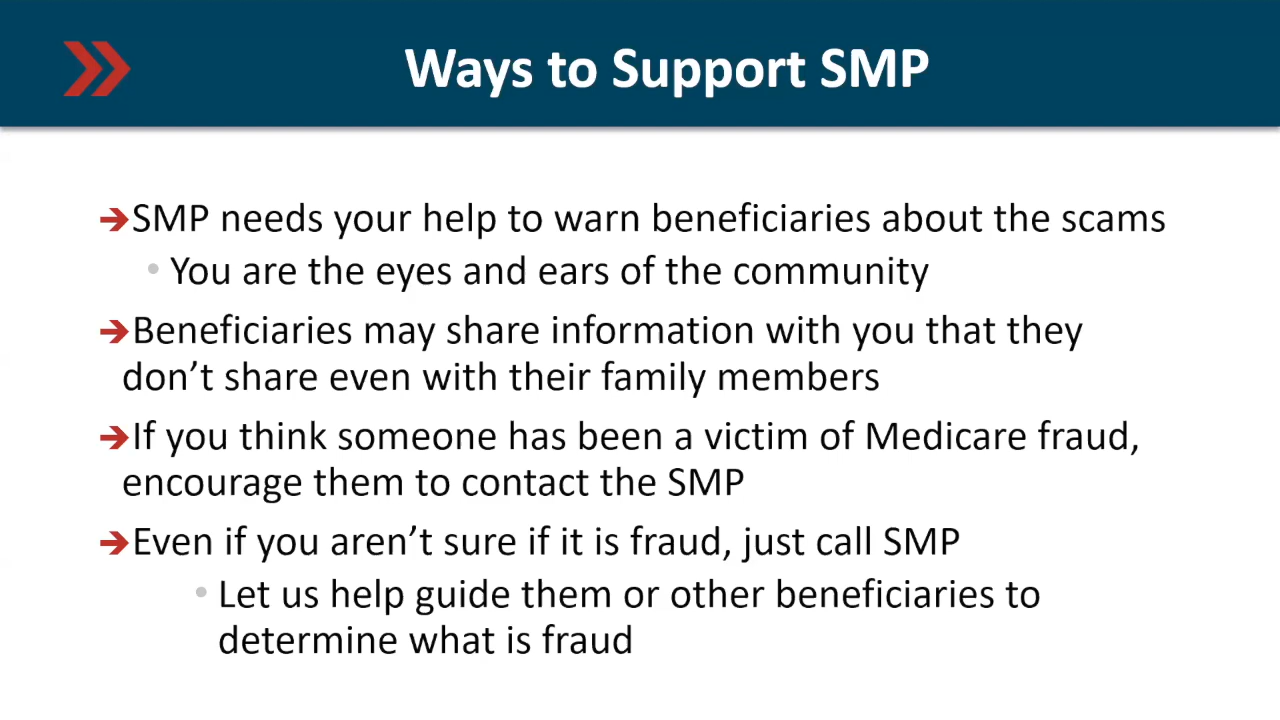 Ways to Support SMP
➔SMP needs your help to warn beneficiaries about the scams
• You are the eyes and ears of the community
➔Beneficiaries may share information with you that they
don’t share even with their family members
➔If you think someone has been a victim of Medicare fraud,
encourage them to contact the SMP
➔Even if you aren’t sure if it is fraud, just call SMP
• Let us help guide them or other beneficiaries to
determine what is fraud